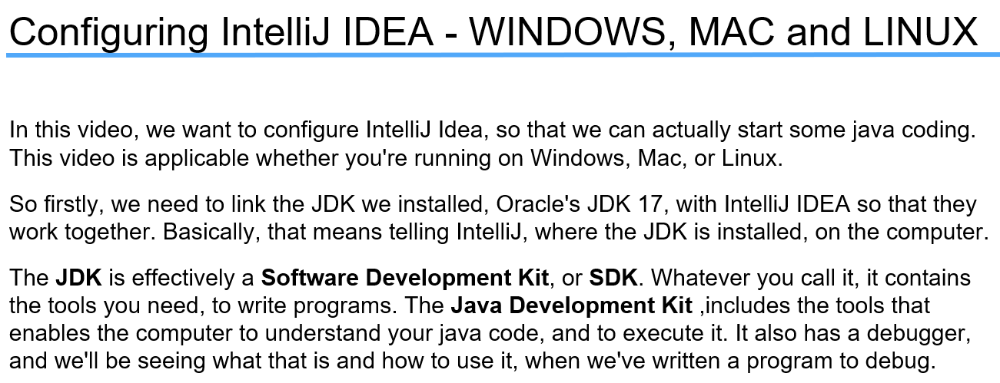 Configuring IntelliJ IDEA - WINDOWS, MAC and LINUX
In this video, we want to configure IntelliJ Idea, so that we can actually start some java coding.
This video is applicable whether you're running on Windows, Mac, or Linux.
So firstly, we need to link the JDK we installed, Oracle's JDK 17, with IntelliJ IDEA so that they
work together. Basically, that means telling IntelliJ, where the JDK is installed, on the computer.
The JDK is effectively a Software Development Kit, or SDK. Whatever you call it, it contains
the tools you need, to write programs. The Java Development Kit ,includes the tools that
enables the computer to understand your java code, and to execute it. It also has a debugger,
and we'll be seeing what that is and how to use it, when we've written a program to debug.